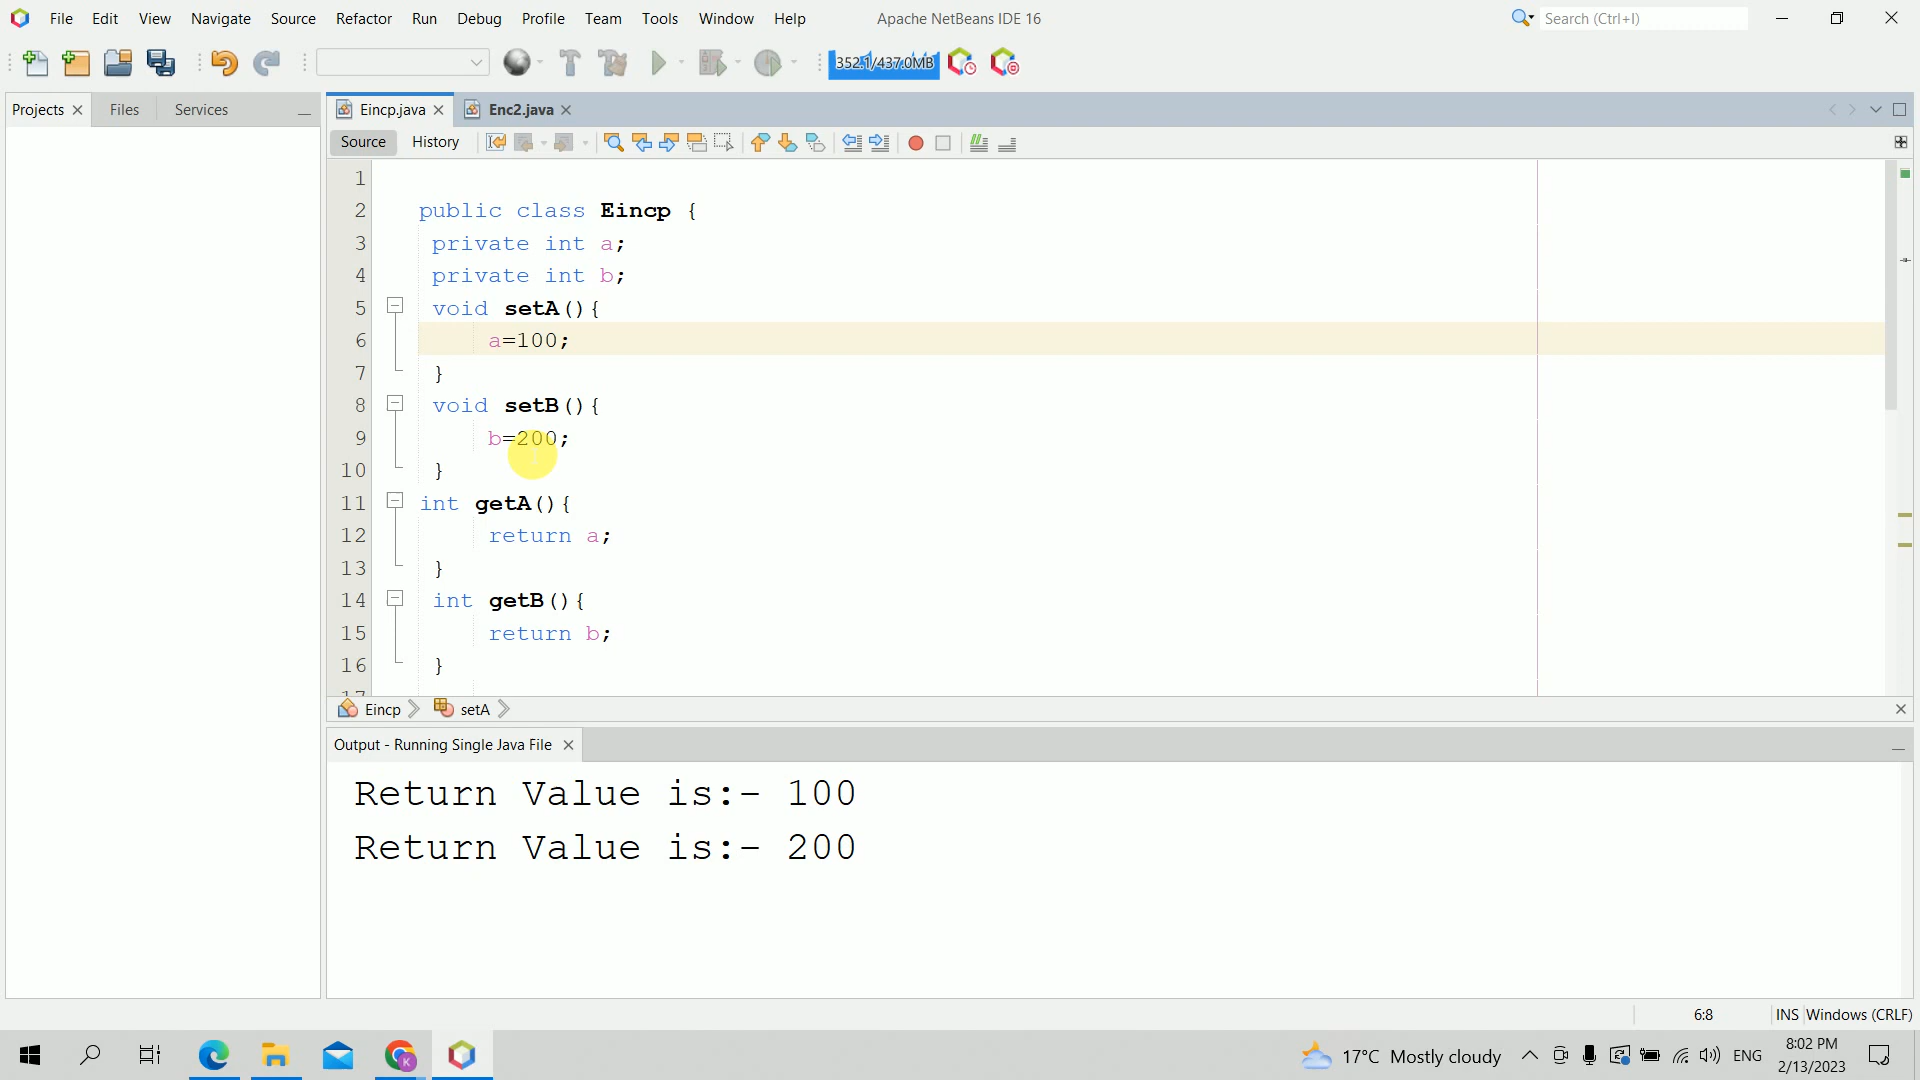 File Edit View Navigate Source Refactor Run Debug Profile Team Tools Window Help Apache NetBeans IDE 16 Search (Ctrl+I)
352.1/437.0MB
Projects Files Services Eincp.java Enc2.java
Source History
1
2 public class Eincp {
3 private int a;
4 private int b;
5 void setA(){
6 a=100;
7 }
8 void setB(){
9 b=200;
10 }
11 int getA(){
12 return a;
13 }
14 int getB(){
15 return b;
16 }
17
Eincp setA
Output - Running Single Java File
Return Value is:- 100
Return Value is:- 200
6:8 INS Windows (CRLF)
K 17°C Mostly cloudy ENG 8:02 PM
2/13/2023